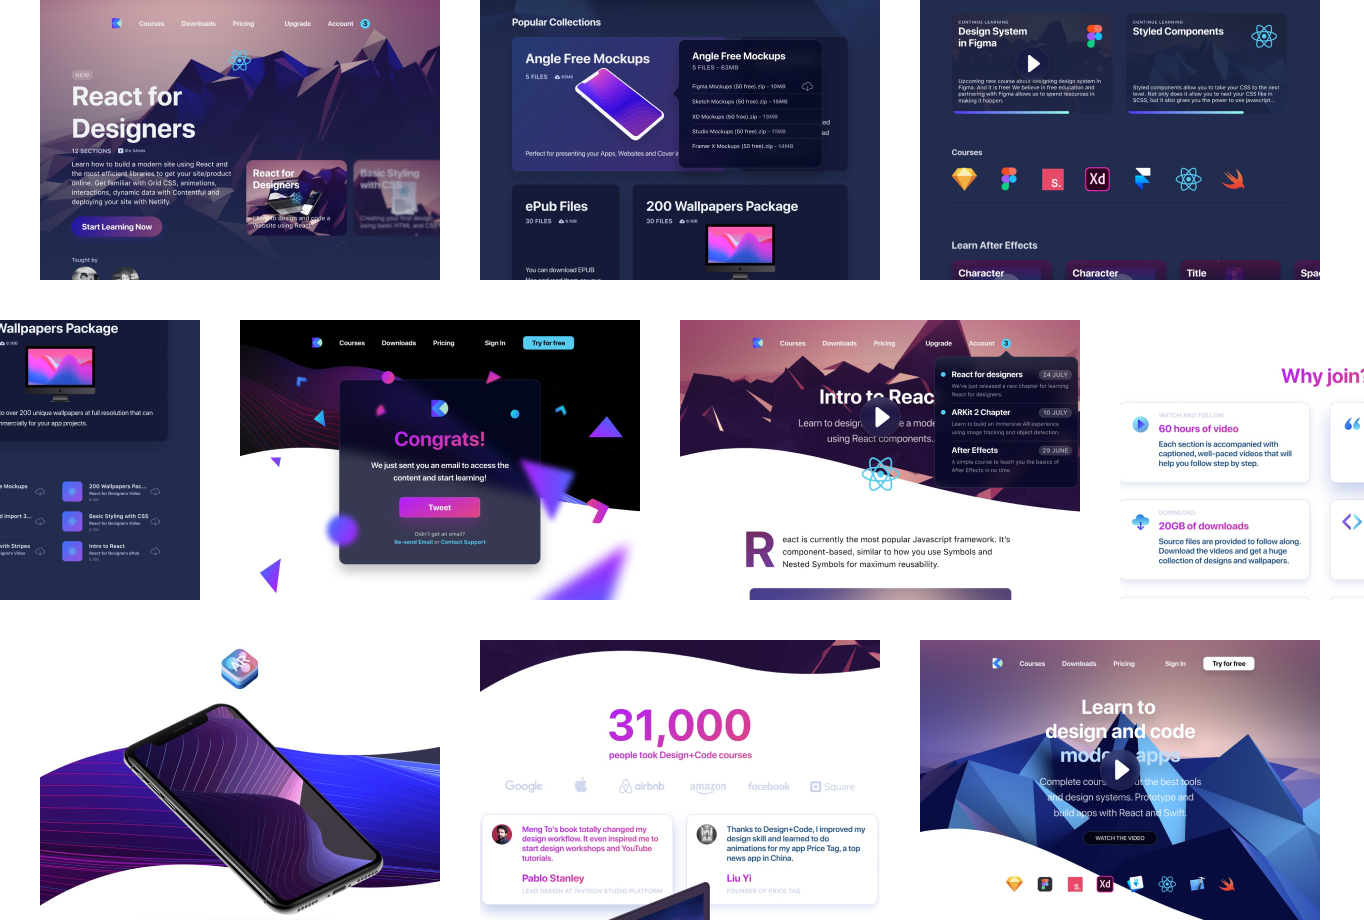 Courses Downloads Pricing Upgrade Account 3
NEW
React for
Designers
12 SECTIONS
Learn how to build a modern site using React and
the most efficient libraries to get your site/product
online. Get familiar with Grid CSS, animations,
interactions, dynamic data with Contentful and
deploying your site with Netlify.
Start Learning Now
Taught by
React for
Designers
Learn to design and code a
Website using React
Basic Styling
with CSS
Creating your first design
using basic HTML and CSS
Popular Collections
Angle Free Mockups
5 FILES 63MB
Perfect for presenting your Apps, Websites and Cover i
Angle Free Mockups
5 FILES - 63MB
Figma Mockups (50 free).zip - 10MB
Sketch Mockups (50 free).zip - 15MB
XD Mockups (50 free).zip - 13MB
Studio Mockups (50 free).zip - 11MB
Framer X Mockups (50 free).zip - 14MB
ed
ed
ePub Files
30 FILES 6.1GB
You can download EPUB
200 Wallpapers Package
30 FILES 6.1GB
CONTINUE LEARNING
Design System
in Figma
Upcoming new course about designing design system in
Figma. And it is free! We believe in free education and
partnering with Figma allows us to spend resources in
making it happen.
CONTINUE LEARNING
Styled Components
Styled components allow you to take your CSS to the next
level. Not only does it allow you to nest your CSS like in
SCSS, but it also gives you the power to use javascript...
Courses
S.
Xd
Learn After Effects
Character
Character
Title
Spac
Wallpapers Package
6.1GB
to over 200 unique wallpapers at full resolution that can
mmercially for your app projects.
e Mockups
d Import 3...
with Stripes
igners Video
200 Wallpapers Pac...
React for Designers Video
Basic Styling with CSS
React for Designers Video
Intro to React
React for Designers ePub
Courses Downloads Pricing Sign In Try for free
Congrats!
We just sent you an email to access the
content and start learning!
Tweet
Didn't get an email?
Re-send Email or Contact Support
Courses Downloads Pricing Upgrade Account 3
Intro to Reac
Learn to design e a mode
using React components.
React for designers 24 JULY
We've just released a new chapter for learning
React for designers.
ARKit 2 Chapter 10 JULY
Learn to build an immersive AR experience
using image tracking and object detection...
After Effects 29 JUNE
A simple course to teach you the basics of
After Effects in no time.
React is currently the most popular Javascript framework. It's
component-based, similar to how you use Symbols and
Nested Symbols for maximum reusability.
Why join?
WATCH AND FOLLOW
60 hours of video
Each section is accompanied with
captioned, well-paced videos that will
help you follow step by step.
DOWNLOAD
20GB of downloads
Source files are provided to follow along.
Download the videos and get a huge
collection of designs and wallpapers.
AR
31,000
people took Design+Code courses
Google airbnb amazon facebook Square
Meng To's book totally changed my
design workflow. It even inspired me to
start design workshops and YouTube
tutorials.
Pablo Stanley
LEAD DESIGN AT INVISION STUDIO PLATFORM
Thanks to Design+Code, I improved my
design skill and learned to do
animations for my app Price Tag, a top
news app in China.
Liu Yi
FOUNDER OF PRICE TAG
Courses Downloads Pricing Sign In Try for free
Learn to
design and code
mode apps
Complete cours ut the best tools
and design systems. Prototype and
build apps with React and Swift.
WATCH THE VIDEO
S.
Xd